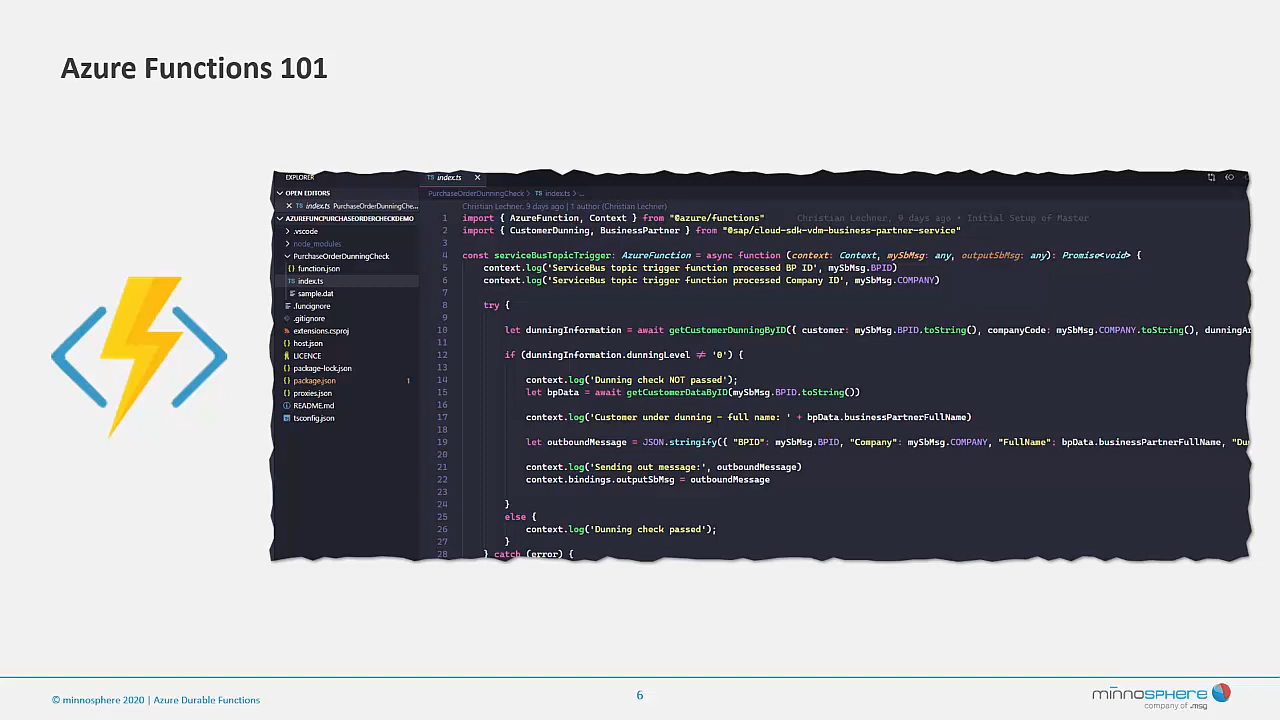 Azure Functions 101
EXPLORER
OPEN EDITORS
index.ts PurchaseOrderDunningChe...
AZUREFUNCPURCHASEORDERCHECKDEMO
.vscode
node_modules
PurchaseOrderDunningCheck
function.json
index.ts
sample.dat
.funcignore
.gitignore
extensions.csproj
host.json
LICENCE
package-lock.json
package.json 1
proxies.json
README.md
tsconfig.json
TS index.ts
PurchaseOrderDunningCheck > TS index.ts > ...
Christian Lechner, 9 days ago | 1 author (Christian Lechner)
1 import { AzureFunction, Context } from "@azure/functions" Christian Lechner, 9 days ago • Initial Setup of Master
2 import { CustomerDunning, BusinessPartner } from "@sap/cloud-sdk-vdm-business-partner-service"
3
4 const serviceBusTopicTrigger: AzureFunction = async function (context: Context, mySbMsg: any, outputSbMsg: any): Promise<void> {
5 context.log('ServiceBus topic trigger function processed BP ID', mySbMsg.BPID)
6 context.log('ServiceBus topic trigger function processed Company ID', mySbMsg.COMPANY)
7
8 try {
9
10 let dunningInformation = await getCustomerDunningByID({ customer: mySbMsg.BPID.toString(), companyCode: mySbMsg.COMPANY.toString(), dunningAr
11
12 if (dunningInformation.dunningLevel ≠ '0') {
13
14 context.log('Dunning check NOT passed');
15 let bpData = await getCustomerDataByID(mySbMsg.BPID.toString())
16
17 context.log('Customer under dunning - full name: ' + bpData.businessPartnerFullName)
18
19 let outboundMessage = JSON.stringify({ "BPID": mySbMsg.BPID, "Company": mySbMsg.COMPANY, "FullName": bpData.businessPartnerFullName, "Du
20
21 context.log('Sending out message:', outboundMessage)
22 context.bindings.outputSbMsg = outboundMessage
23
24 }
25 else {
26 context.log('Dunning check passed');
27 }
28 } catch (error) {
© minnosphere 2020 | Azure Durable Functions
6
minnosphere
company of .msg